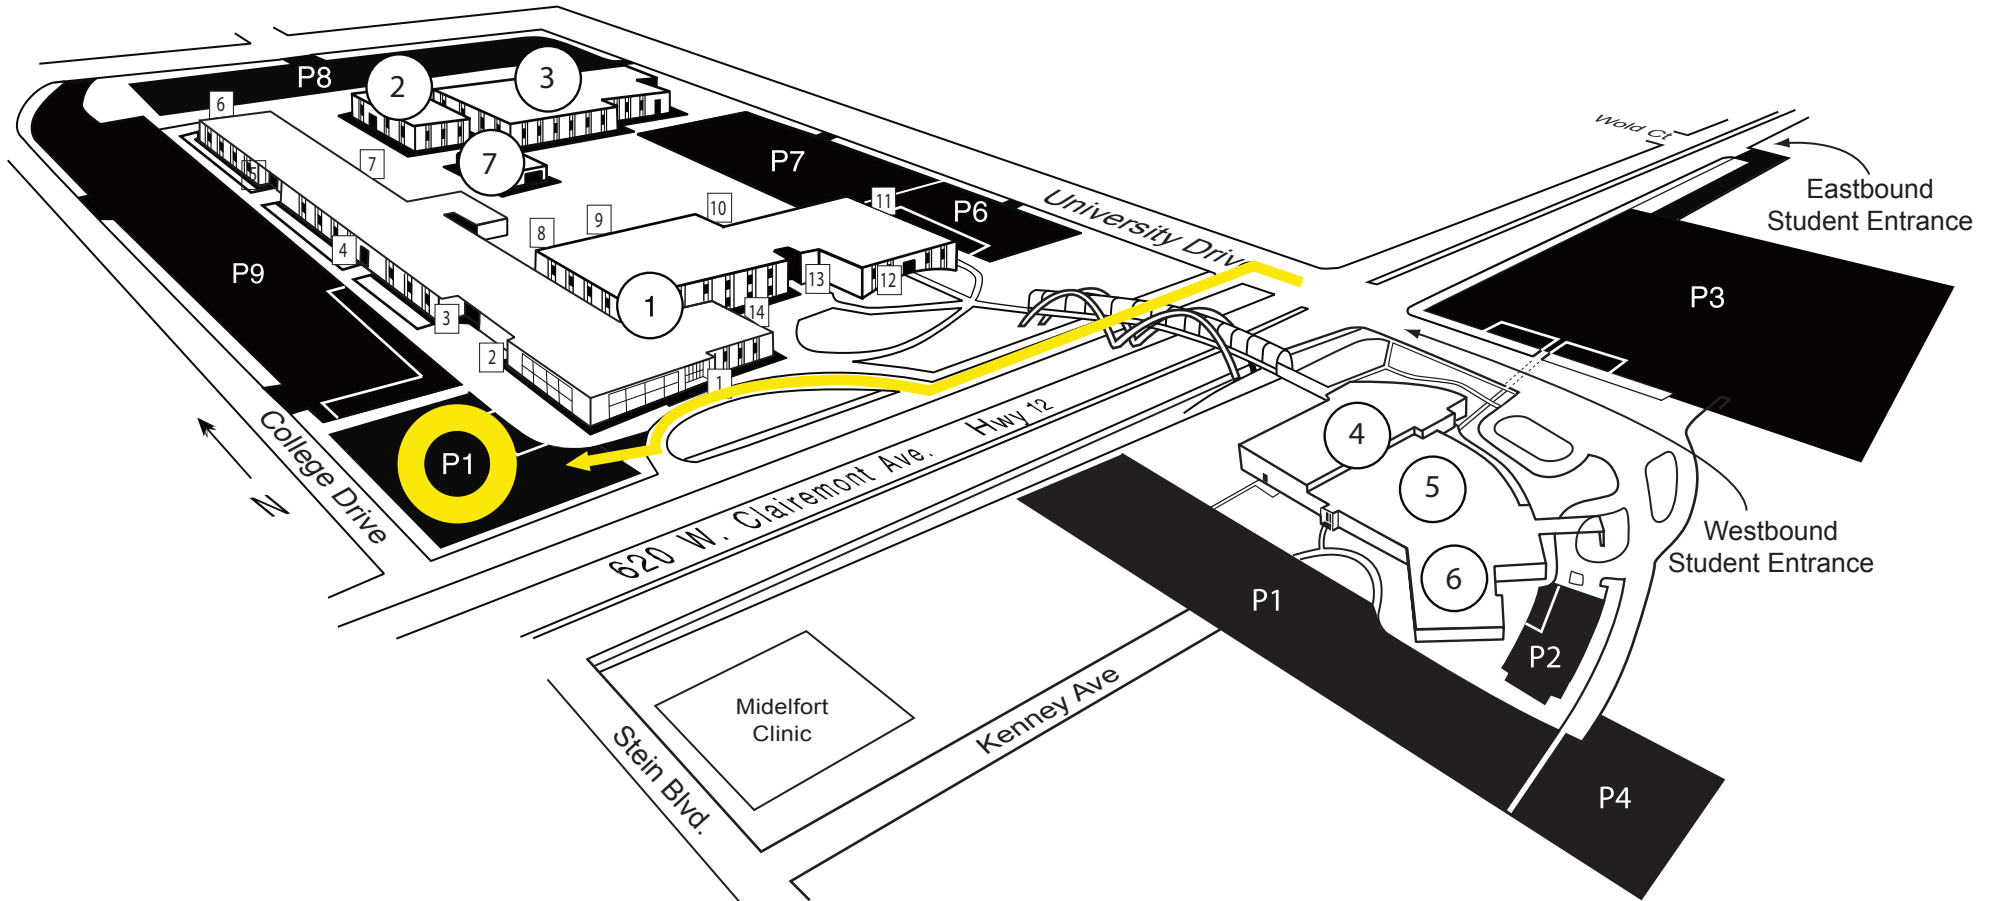 P8
2
3
6
5
7
7
P7
Wold Ct
Eastbound
Student Entrance
University Drive
P6
11
10
9
8
4
P9
13
12
14
1
3
2
1
P3
College Drive
P1
N
620 W. Clairemont Ave. Hwy 12
4
5
6
Westbound
Student Entrance
P1
P2
P4
Kenney Ave
Midelfort
Clinic
Stein Blvd.